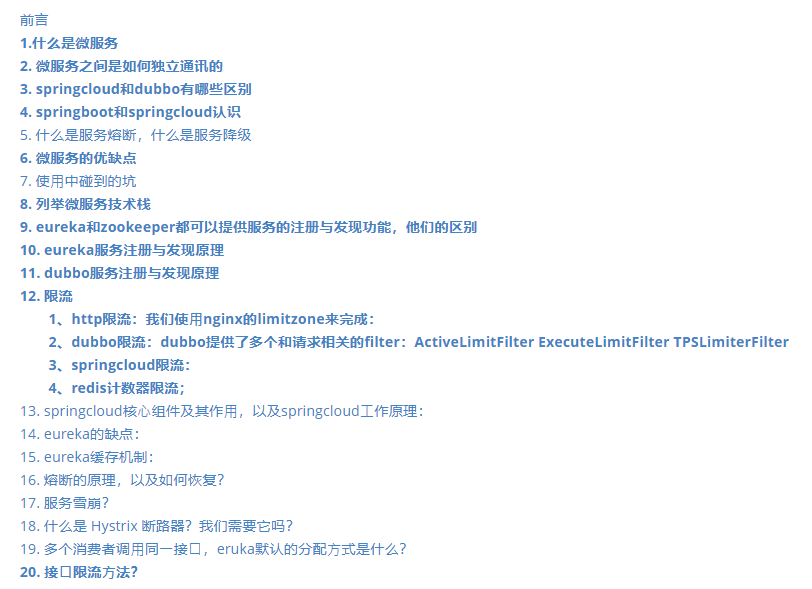 前言
1.什么是微服务
2. 微服务之间是如何独立通讯的
3. springcloud和dubbo有哪些区别
4. springboot和springcloud认识
5. 什么是服务熔断，什么是服务降级
6. 微服务的优缺点
7. 使用中碰到的坑
8. 列举微服务技术栈
9. eureka和zookeeper都可以提供服务的注册与发现功能，他们的区别
10. eureka服务注册与发现原理
11. dubbo服务注册与发现原理
12. 限流
1、http限流：我们使用nginx的limitzone来完成：
2、dubbo限流：dubbo提供了多个和请求相关的filter：ActiveLimitFilter ExecuteLimitFilter TPSLimiterFilter
3、springcloud限流：
4、redis计数器限流；
13. springcloud核心组件及其作用，以及springcloud工作原理：
14. eureka的缺点：
15. eureka缓存机制：
16. 熔断的原理，以及如何恢复？
17. 服务雪崩？
18. 什么是 Hystrix 断路器？我们需要它吗？
19. 多个消费者调用同一接口，eruka默认的分配方式是什么？
20. 接口限流方法？